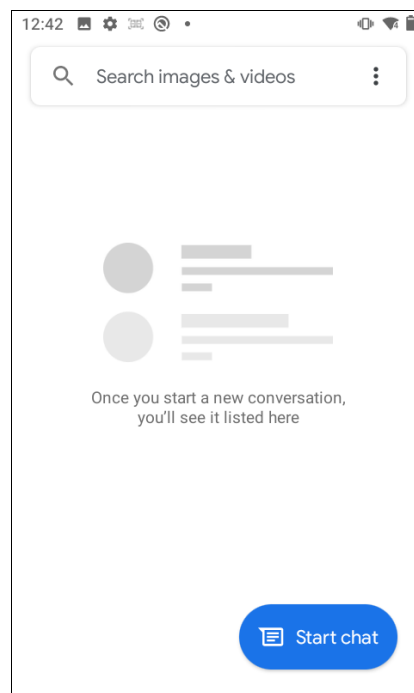 12:42
Search images & videos
Once you start a new conversation,
you'll see it listed here
Start chat